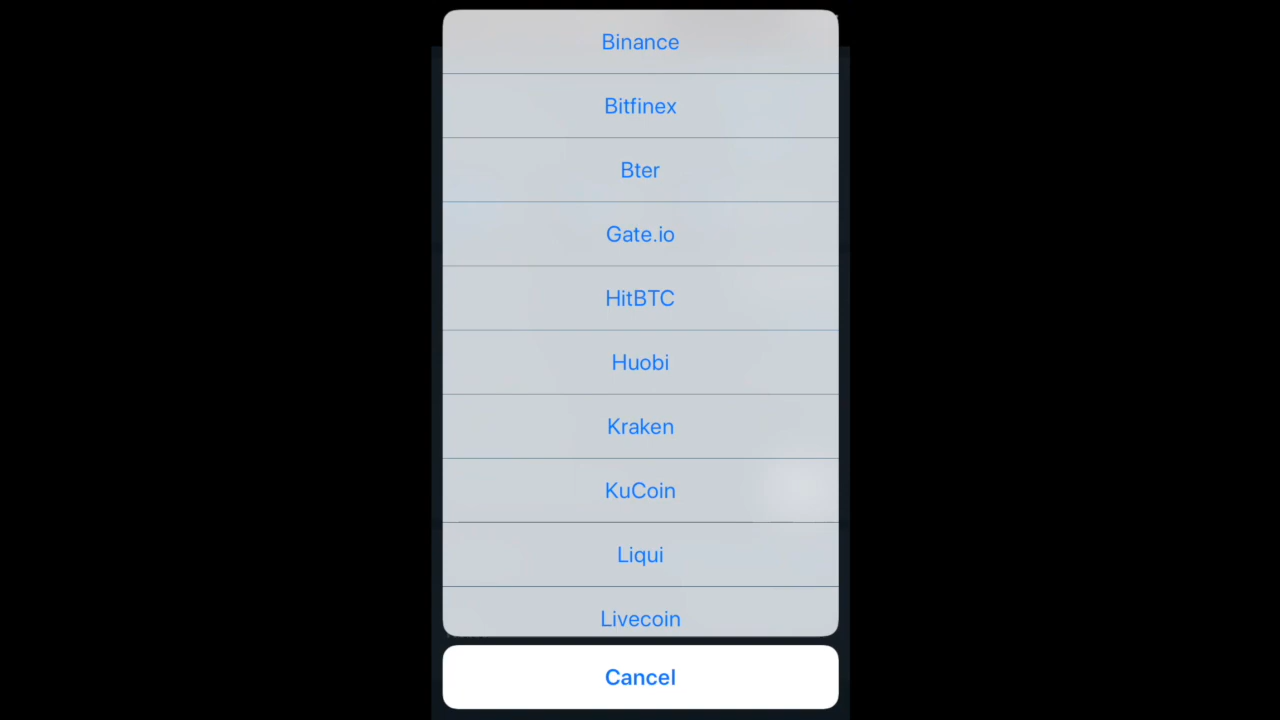 Binance
Bitfinex
Bter
Gate.io
HitBTC
Huobi
Kraken
KuCoin
Liqui
Livecoin
Cancel